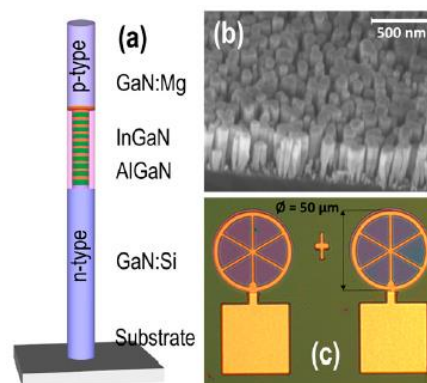 (a)
p-type
GaN:Mg
InGaN
AlGaN
n-type
GaN:Si
Substrate
(b)
500 nm
Ø = 50 µm
(c)